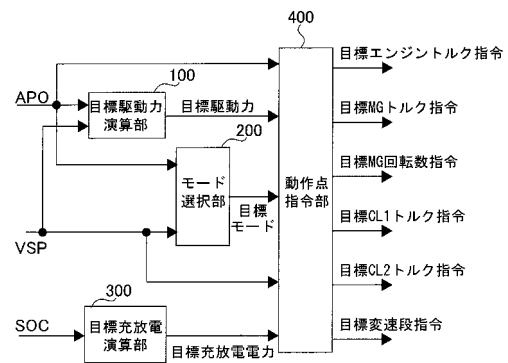 400
目標エンジントルク指令
100
APO
目標駆動力
演算部
目標駆動力
目標MGトルク指令
200
モード
選択部
目標
モード
動作点
指令部
目標MG回転数指令
目標CL1トルク指令
VSP
目標CL2トルク指令
300
SOC
目標充放電
演算部
目標充放電電力
目標変速段指令